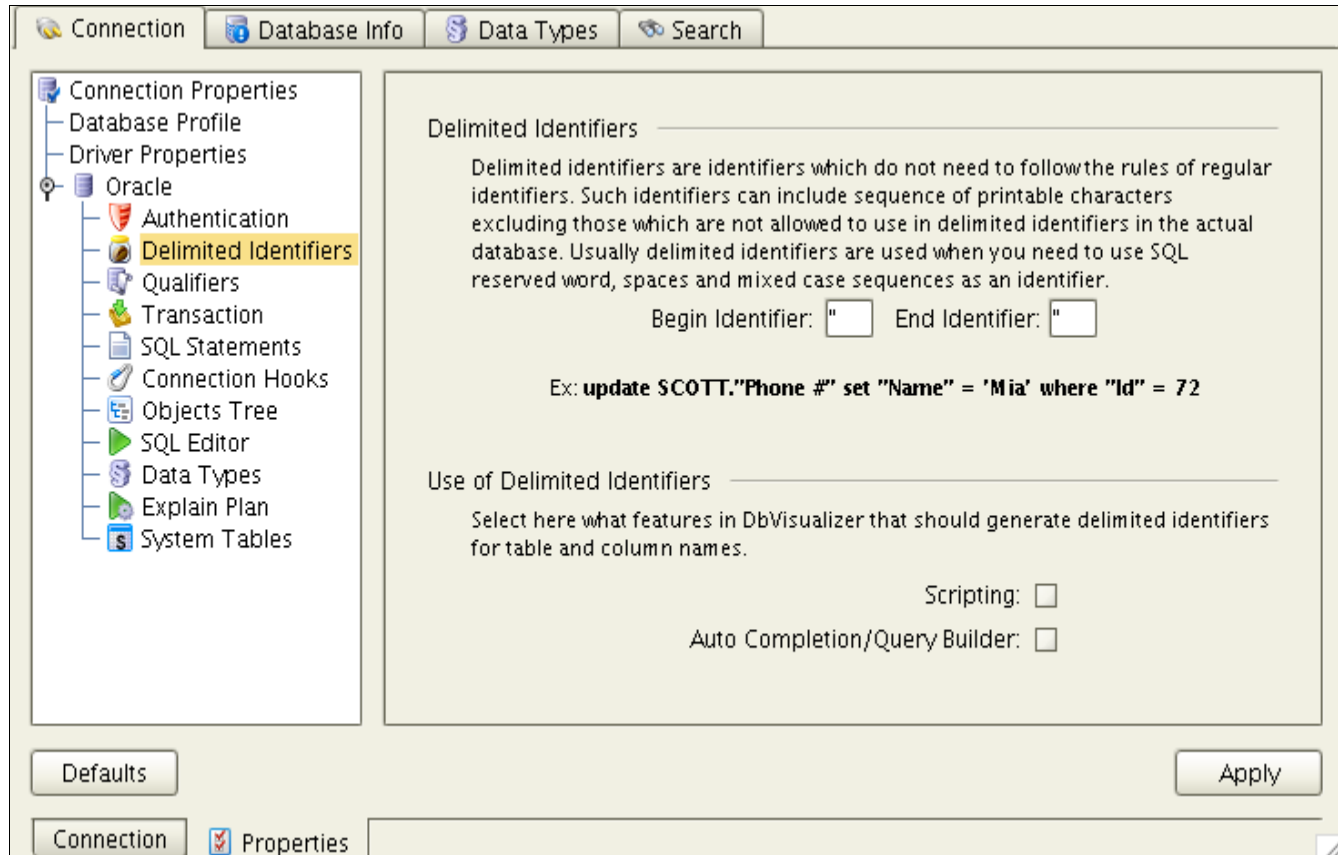 Connection
Database Info
Data Types
Search
Connection Properties
Database Profile
Driver Properties
Oracle
Authentication
Delimited Identifiers
Qualifiers
Transaction
SQL Statements
Connection Hooks
Objects Tree
SQL Editor
Data Types
Explain Plan
System Tables
Delimited Identifiers
Delimited identifiers are identifiers which do not need to follow the rules of regular
identifiers. Such identifiers can include sequence of printable characters
excluding those which are not allowed to use in delimited identifiers in the actual
database. Usually delimited identifiers are used when you need to use SQL
reserved word, spaces and mixed case sequences as an identifier.
Begin Identifier: " End Identifier: "
Ex: update SCOTT."Phone #" set "Name" = 'Mia' where "Id" = 72
Use of Delimited Identifiers
Select here what features in DbVisualizer that should generate delimited identifiers
for table and column names.
Scripting:
Auto Completion/Query Builder:
Defaults
Apply
Connection
Properties